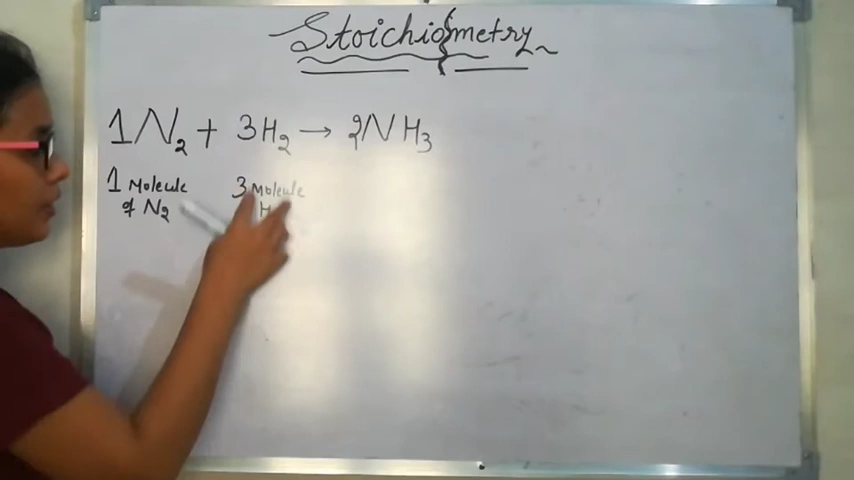 Stoichiometry
1N₂ + 3H₂ → 2NH₃
1 Molecule 3 Molecule
of N₂ H